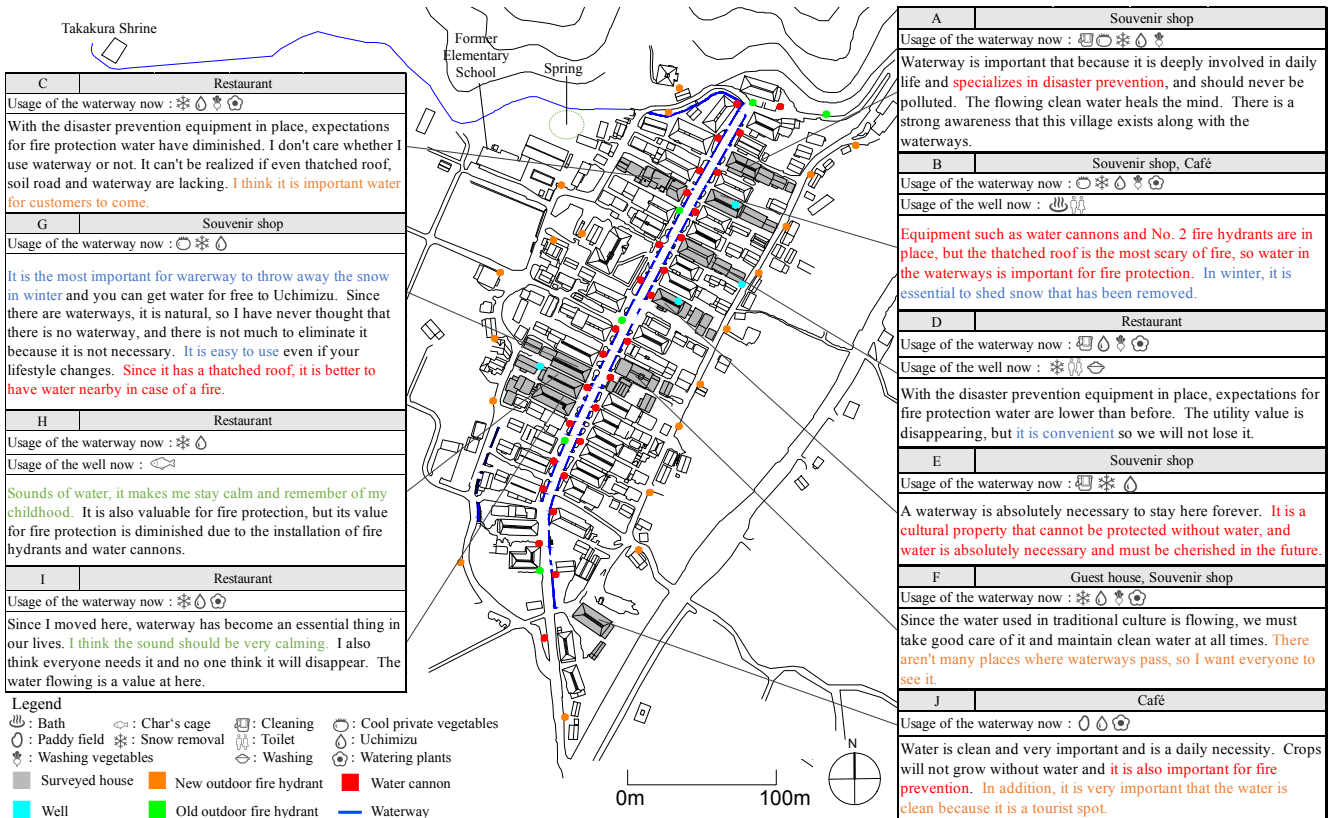 Takakura Shrine
Former
Elementary
School
Spring
C Restaurant
Usage of the waterway now :
With the disaster prevention equipment in place, expectations
for fire protection water have diminished. I don't care whether I
use waterway or not. It can't be realized if even thatched roof,
soil road and waterway are lacking. I think it is important water
for customers to come.
G Souvenir shop
Usage of the waterway now :
It is the most important for warerway to throw away the snow
in winter and you can get water for free to Uchimizu. Since
there are waterways, it is natural, so I have never thought that
there is no waterway, and there is not much to eliminate it
because it is not necessary. It is easy to use even if your
lifestyle changes. Since it has a thatched roof, it is better to
have water nearby in case of a fire.
H Restaurant
Usage of the waterway now :
Usage of the well now :
Sounds of water, it makes me stay calm and remember of my
childhood. It is also valuable for fire protection, but its value
for fire protection is diminished due to the installation of fire
hydrants and water cannons.
I Restaurant
Usage of the waterway now :
Since I moved here, waterway has become an essential thing in
our lives. I think the sound should be very calming. I also
think everyone needs it and no one think it will disappear. The
water flowing is a value at here.
A Souvenir shop
Usage of the waterway now :
Waterway is important that because it is deeply involved in daily
life and specializes in disaster prevention, and should never be
polluted. The flowing clean water heals the mind. There is a
strong awareness that this village exists along with the
waterways.
B Souvenir shop, Café
Usage of the waterway now :
Usage of the well now :
Equipment such as water cannons and No. 2 fire hydrants are in
place, but the thatched roof is the most scary of fire, so water in
the waterways is important for fire protection. In winter, it is
essential to shed snow that has been removed.
D Restaurant
Usage of the waterway now :
Usage of the well now :
With the disaster prevention equipment in place, expectations for
fire protection water are lower than before. The utility value is
disappearing, but it is convenient so we will not lose it.
E Souvenir shop
Usage of the waterway now :
A waterway is absolutely necessary to stay here forever. It is a
cultural property that cannot be protected without water, and
water is absolutely necessary and must be cherished in the future.
F Guest house, Souvenir shop
Usage of the waterway now :
Since the water used in traditional culture is flowing, we must
take good care of it and maintain clean water at all times. There
aren't many places where waterways pass, so I want everyone to
see it.
J Café
Usage of the waterway now :
Water is clean and very important and is a daily necessity. Crops
will not grow without water and it is also important for fire
prevention. In addition, it is very important that the water is
clean because it is a tourist spot.
Legend
: Bath : Char's cage : Cleaning : Cool private vegetables
: Paddy field : Snow removal : Toilet : Uchimizu
: Washing vegetables : Washing : Watering plants
Surveyed house New outdoor fire hydrant Water cannon
Well Old outdoor fire hydrant Waterway
0m 100m
N